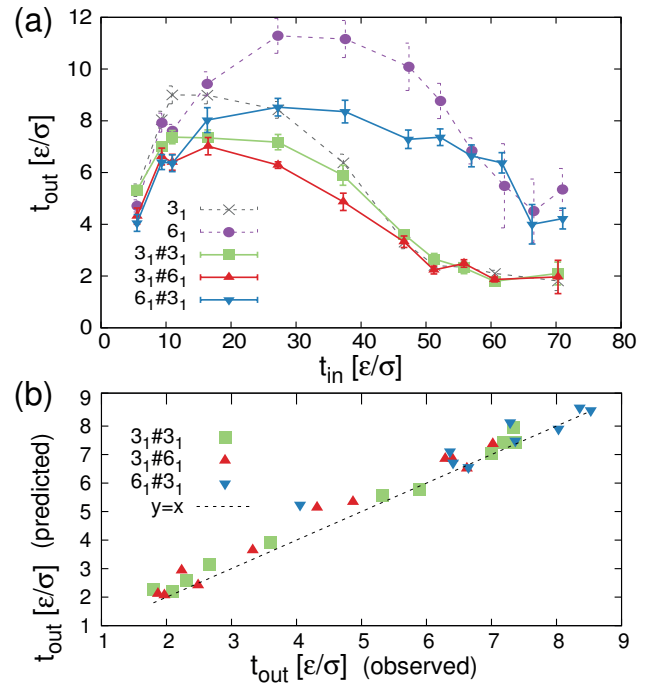 (a)
12
10
8
6
4
2
0
t_out [ε/σ]
3_1
6_1
3_1#3_1
3_1#6_1
6_1#3_1
0 10 20 30 40 50 60 70 80
t_in [ε/σ]
(b)
9
8
7
6
5
4
3
2
1
t_out [ε/σ] (predicted)
3_1#3_1
3_1#6_1
6_1#3_1
y=x
1 2 3 4 5 6 7 8 9
t_out [ε/σ] (observed)